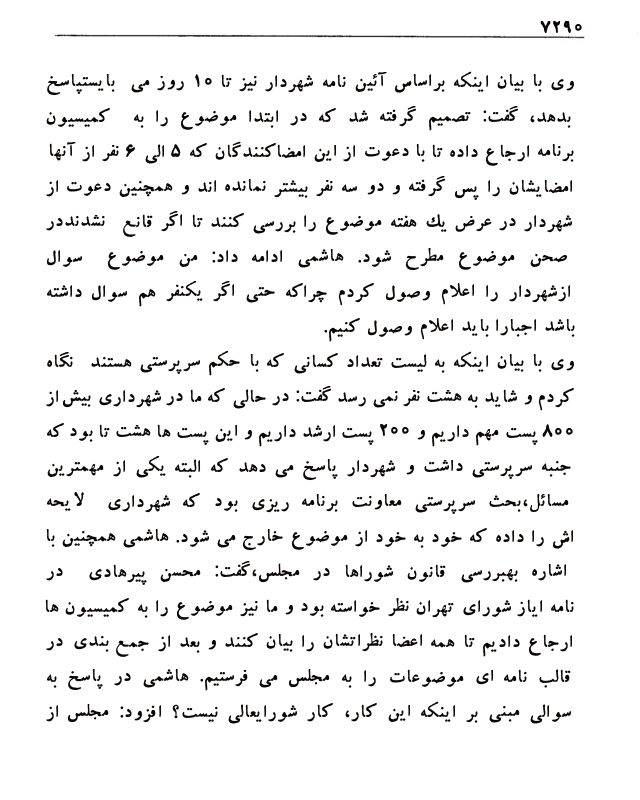 ۷۲۹۰
وی با بیان اینکه براساس آئین نامه شهردار نیز تا ۱۰ روز می بایستپاسخ
بدهد، گفت: تصمیم گرفته شد که در ابتدا موضوع را به کمیسیون
برنامه ارجاع داده تا با دعوت از این امضاکنندگان که ۵ الی ۶ نفر از آنها
امضایشان را پس گرفته و دو سه نفر بیشتر نمانده اند و همچنین دعوت از
شهردار در عرض یك هفته موضوع را بررسی کنند تا اگر قانع نشدنددر
صحن موضوع مطرح شود. هاشمی ادامه داد: من موضوع سوال
ازشهردار را اعلام وصول کردم چراکه حتی اگر یکنفر هم سوال داشته
باشد اجبارا باید اعلام وصول کنیم.
وی با بیان اینکه به لیست تعداد کسانی که با حکم سرپرستی هستند نگاه
کردم و شاید به هشت نفر نمی رسد گفت: در حالی که ما در شهرداری بیش از
۸۰۰ پست مهم داریم و ۲۰۰ پست ارشد داریم و این پست ها هشت تا بود که
جنبه سرپرستی داشت و شهردار پاسخ می دهد که البته یکی از مهمترین
مسائل،بحث سرپرستی معاونت برنامه ریزی بود که شهرداری لایحه
اش را داده که خود به خود از موضوع خارج می شود. هاشمی همچنین با
اشاره بهبررسی قانون شوراها در مجلس،گفت: محسن پیرهادی در
نامه ایاز شورای تهران نظر خواسته بود و ما نیز موضوع را به کمیسیون ها
ارجاع دادیم تا همه اعضا نظراتشان را بیان کنند و بعد از جمع بندی در
قالب نامه ای موضوعات را به مجلس می فرستیم. هاشمی در پاسخ به
سوالی مبنی بر اینکه این کار، کار شورایعالی نیست؟ افزود: مجلس از